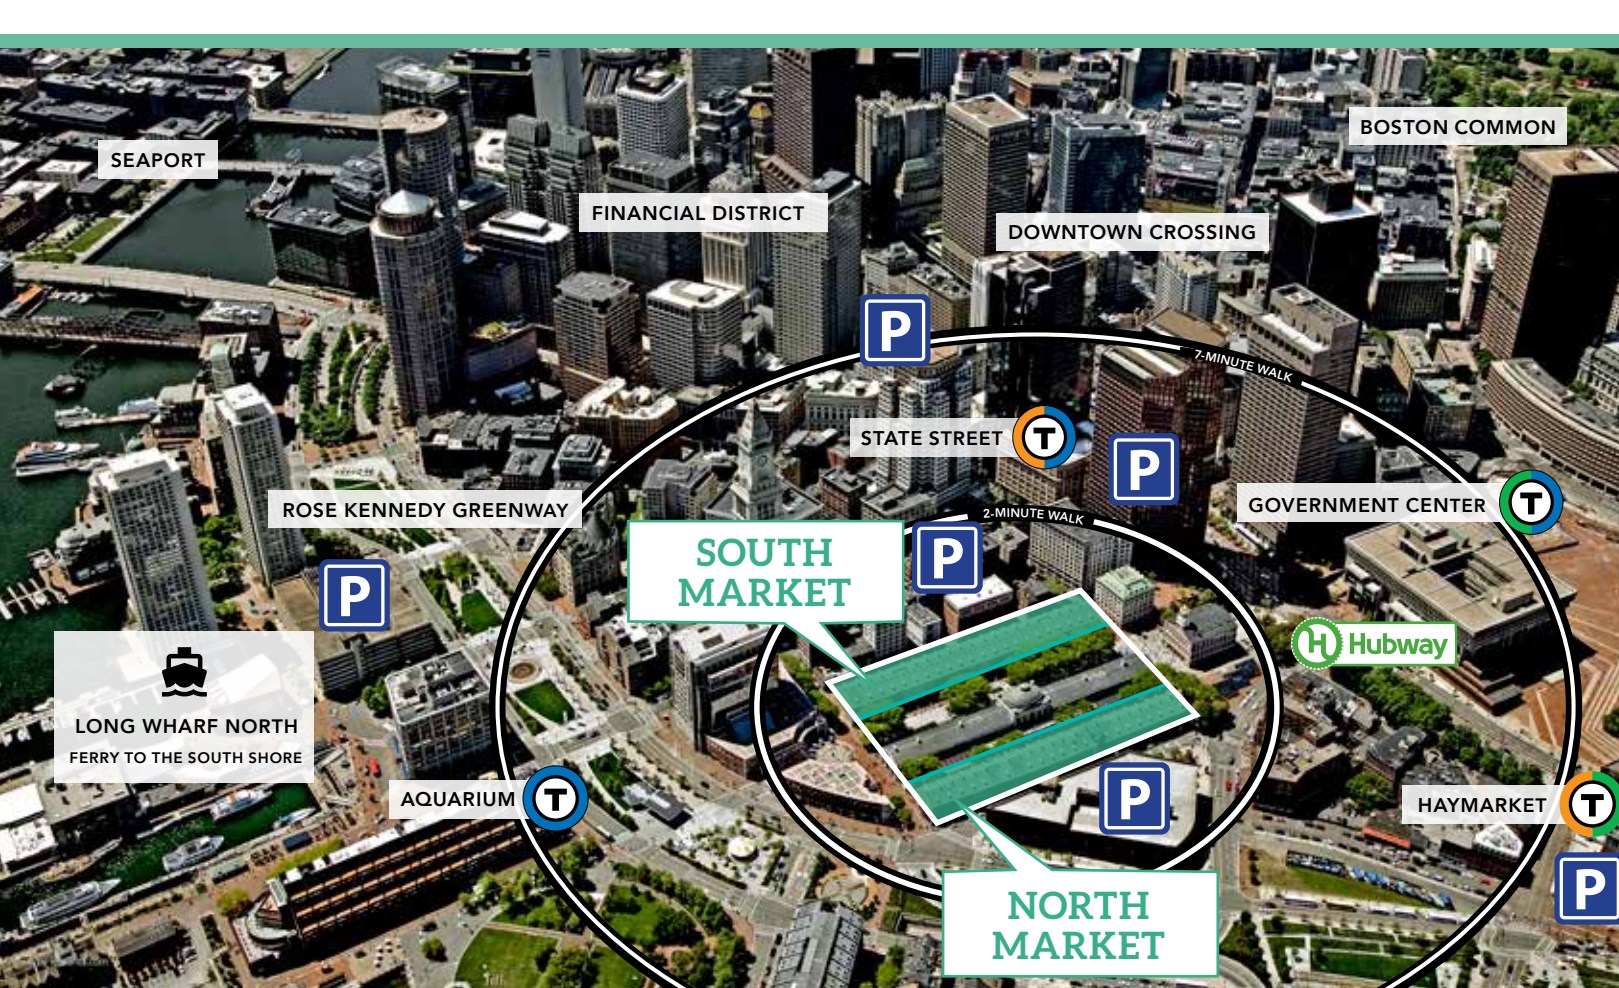 BOSTON COMMON
SEAPORT
FINANCIAL DISTRICT
DOWNTOWN CROSSING
P
7-MINUTE WALK
STATE STREET
T
P
ROSE KENNEDY GREENWAY
GOVERNMENT CENTER
T
2-MINUTE WALK
SOUTH
MARKET
P
P
H Hubway
LONG WHARF NORTH
FERRY TO THE SOUTH SHORE
AQUARIUM
T
P
HAYMARKET
T
P
NORTH
MARKET